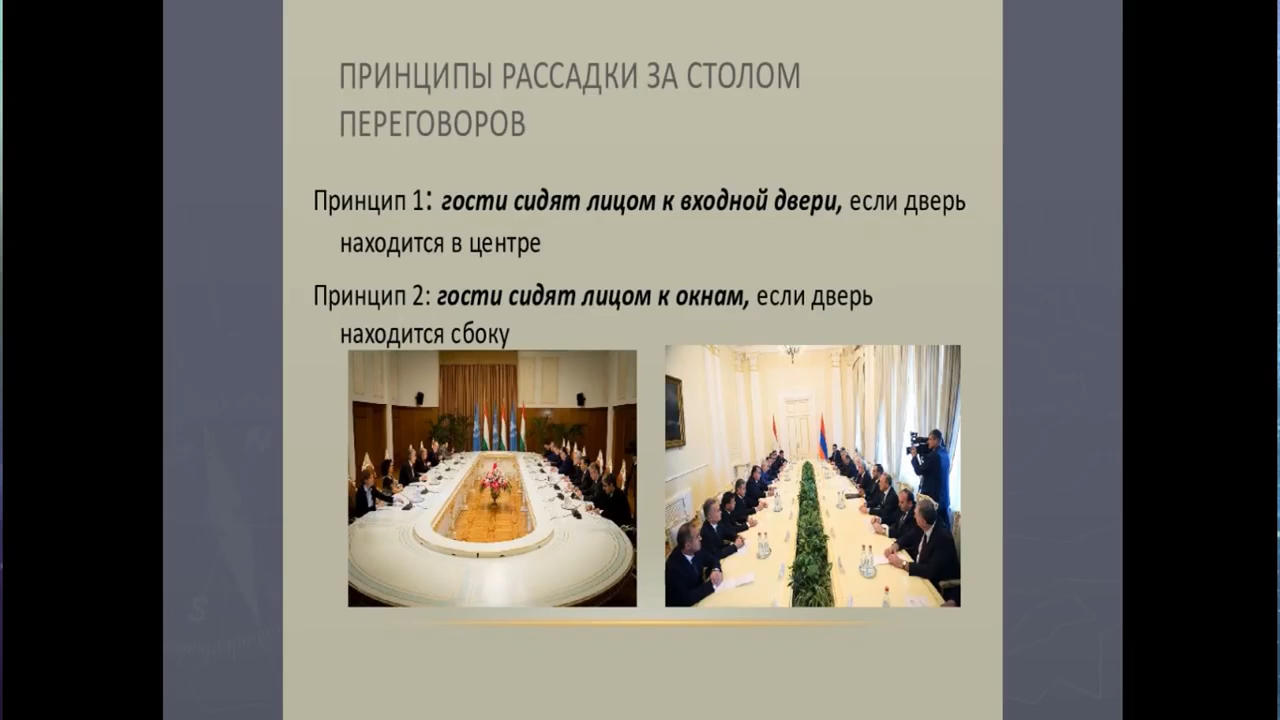 ПРИНЦИПЫ РАССАДКИ ЗА СТОЛОМ
ПЕРЕГОВОРОВ
Принцип 1: гости сидят лицом к входной двери, если дверь
находится в центре
Принцип 2: гости сидят лицом к окнам, если дверь
находится сбоку
S